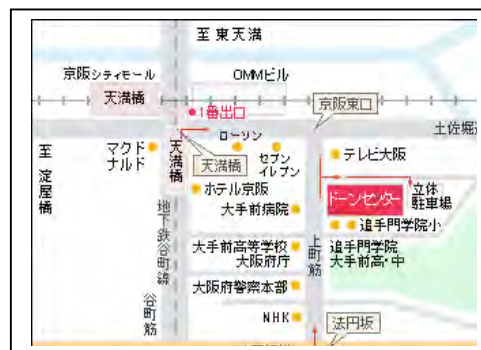 至東天満
京阪シティモール
OMMビル
天満橋
1番出口
京阪東口
土佐堀通
ローソン
マクド
ナルド
天満橋
天満橋
セブン
イレブン
テレビ大阪
至淀屋橋
ホテル京阪
ドーンセンター
立体
駐車場
大手前病院
追手門学院小
地下鉄谷町線
大手前高等学校
大阪府庁
上町筋
追手門学院
大手前高・中
大阪府警察本部
谷町筋
NHK
法円坂